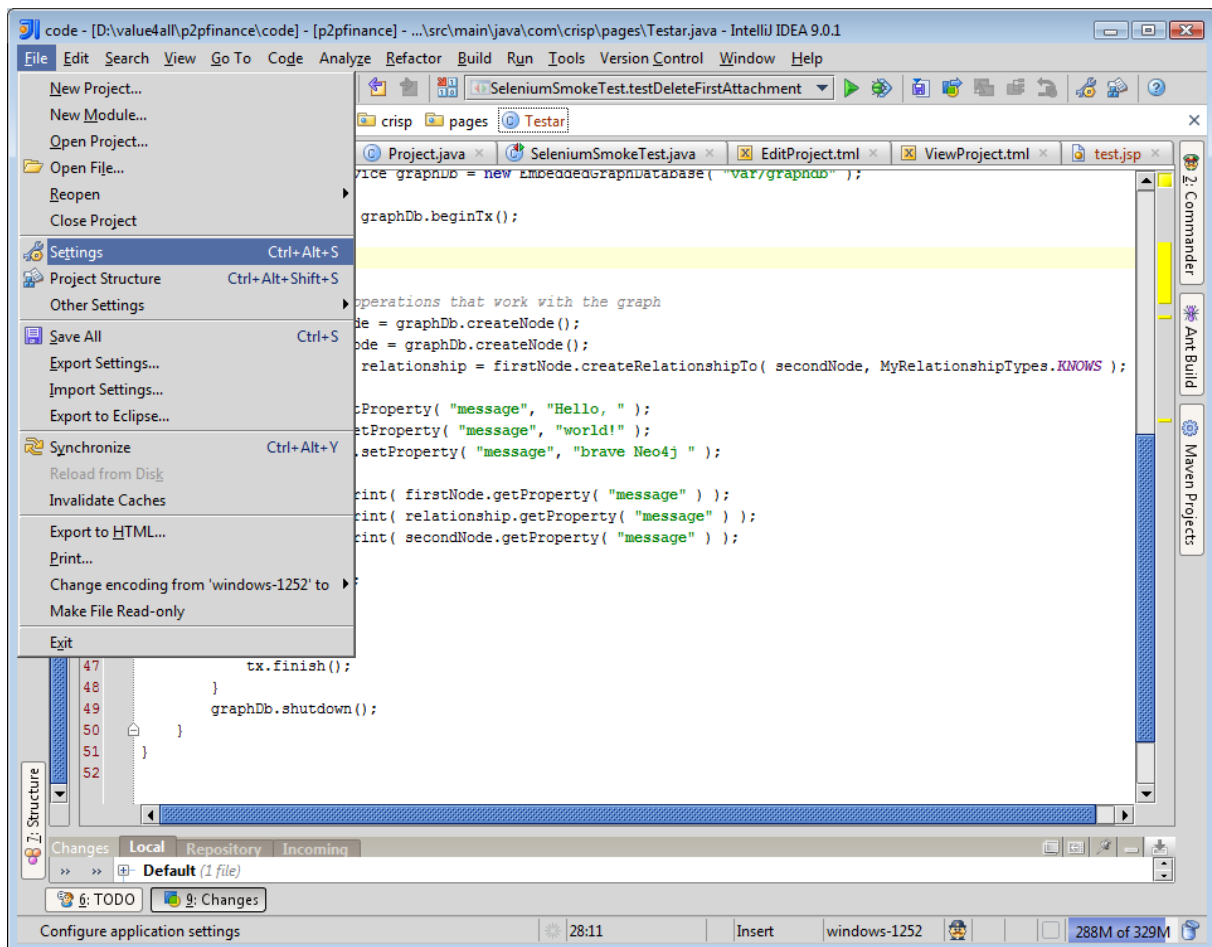 code - [D:\value4all\p2pfinance\code] - [p2pfinance] - ...\src\main\java\com\crisp\pages\Testar.java - IntelliJ IDEA 9.0.1
File Edit Search View Go To Code Analyze Refactor Build Run Tools Version Control Window Help
New Project...
SeleniumSmokeTest.testDeleteFirstAttachment
New Module...
crisp pages Testar
Open Project...
Project.java SeleniumSmokeTest.java EditProject.tml ViewProject.tml test.jsp
Open File...
vice graphDb = new EmbeddedGraphDatabase( "var/graphdb" );
Reopen
Close Project
graphDb.beginTx();
Settings Ctrl+Alt+S
Project Structure Ctrl+Alt+Shift+S
Other Settings
operations that work with the graph
de = graphDb.createNode();
Save All Ctrl+S
ode = graphDb.createNode();
Export Settings...
relationship = firstNode.createRelationshipTo( secondNode, MyRelationshipTypes.KNOWS );
Import Settings...
Export to Eclipse...
tProperty( "message", "Hello, " );
etProperty( "message", "world!" );
Synchronize Ctrl+Alt+Y
.setProperty( "message", "brave Neo4j " );
Reload from Disk
Invalidate Caches
rint( firstNode.getProperty( "message" ) );
rint( relationship.getProperty( "message" ) );
Export to HTML...
rint( secondNode.getProperty( "message" ) );
Print...
Change encoding from 'windows-1252' to
;
Make File Read-only
Exit
47 tx.finish();
48 }
49 graphDb.shutdown();
50 }
51 }
52
2: Commander
Ant Build
Maven Projects
7: Structure
Changes Local Repository Incoming
Default (1 file)
6: TODO 9: Changes
Configure application settings 28:11 Insert windows-1252 288M of 329M